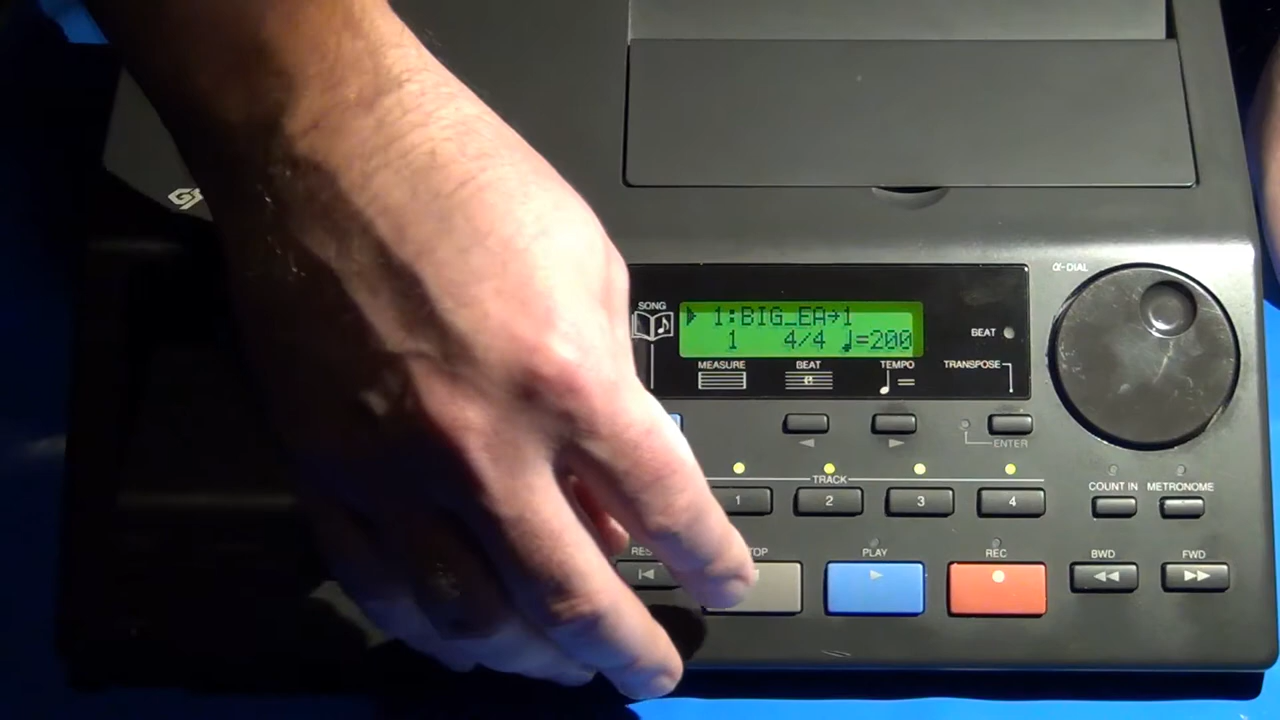 α-DIAL
SONG
1:BIG_EA→1
1 4/4 ♩=200
BEAT
MEASURE BEAT TEMPO TRANSPOSE
ENTER
TRACK
COUNT IN METRONOME
1 2 3 4
PLAY REC BWD FWD